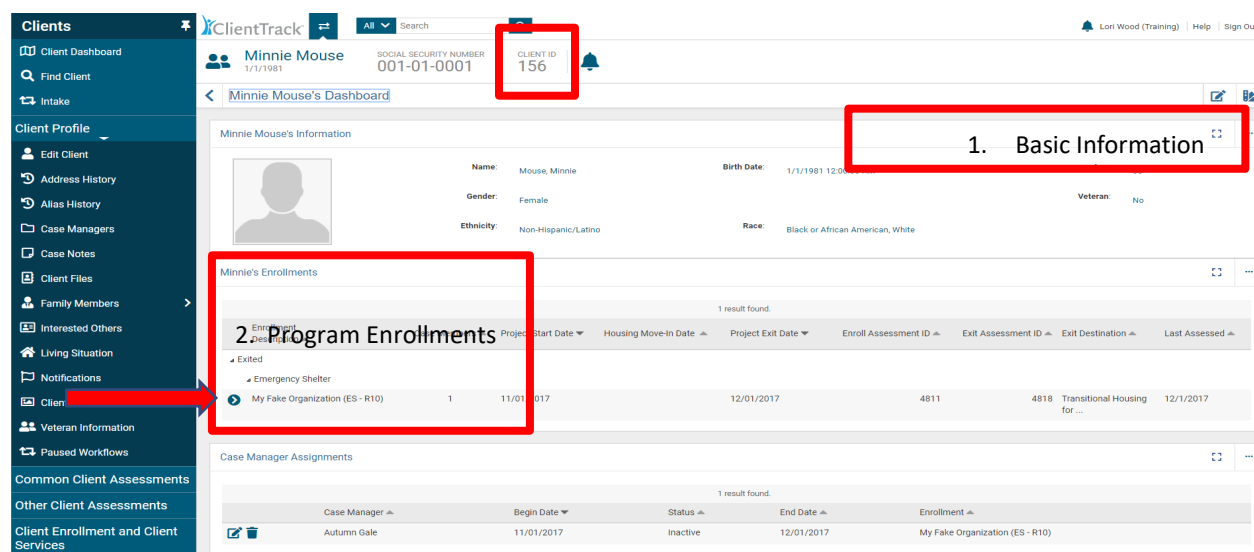 Clients
ClientTrack
All
Search
Lori Wood (Training) Help Sign Ou
Client Dashboard
Find Client
Intake
Minnie Mouse
1/1/1981
SOCIAL SECURITY NUMBER
001-01-0001
CLIENT ID
156
Minnie Mouse's Dashboard
Client Profile
Edit Client
Address History
Alias History
Case Managers
Case Notes
Client Files
Family Members
Interested Others
Living Situation
Notifications
Clien
Veteran Information
Paused Workflows
Common Client Assessments
Other Client Assessments
Client Enrollment and Client
Services
Minnie Mouse's Information
1. Basic Information
Name: Mouse, Minnie Birth Date: 1/1/1981
Gender: Female Veteran: No
Ethnicity: Non-Hispanic/Latino Race: Black or African American, White
Minnie's Enrollments
1 result found.
2. Program Enrollments
Enrollment
Description
Project Start Date Housing Move-In Date Project Exit Date Enroll Assessment ID Exit Assessment ID Exit Destination Last Assessed
Exited
Emergency Shelter
My Fake Organization (ES - R10) 1 11/01/2017 12/01/2017 4811 4818 Transitional Housing 12/1/2017
for ...
Case Manager Assignments
1 result found.
Case Manager Begin Date Status End Date Enrollment
Autumn Gale 11/01/2017 Inactive 12/01/2017 My Fake Organization (ES - R10)